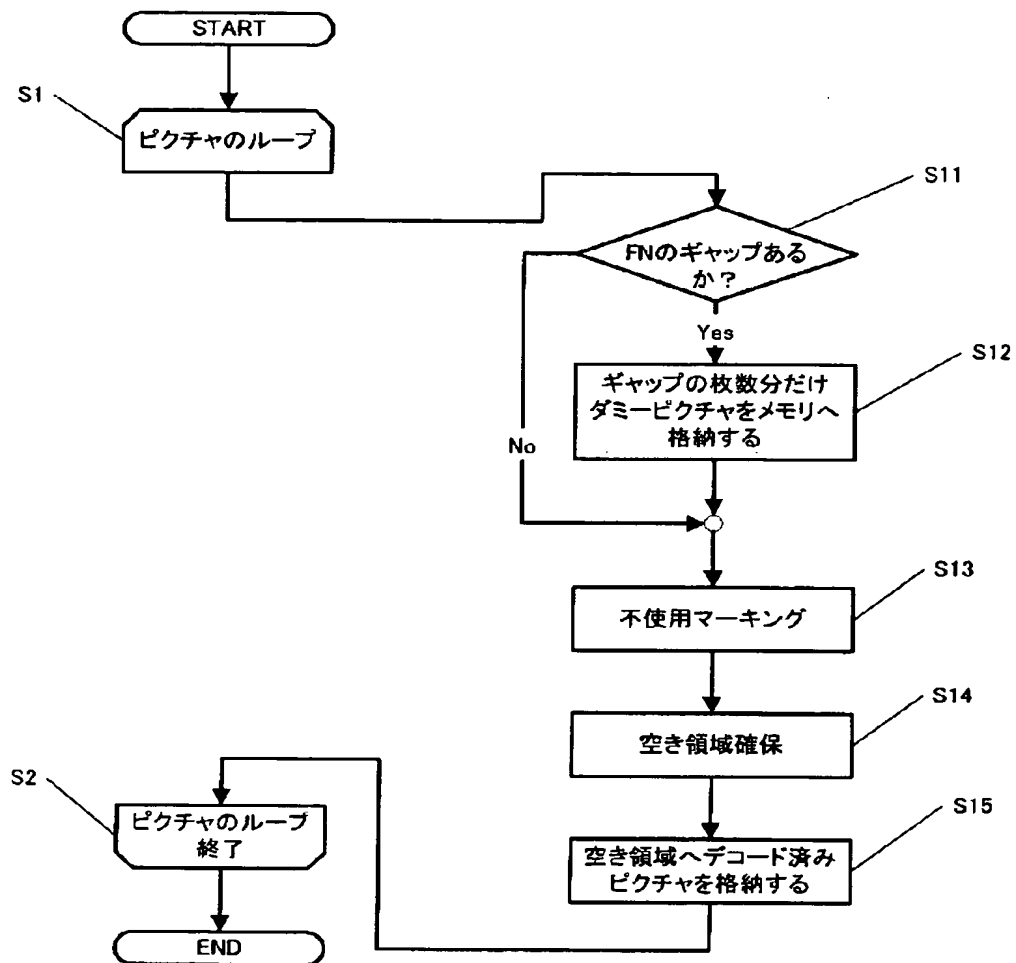 START
S1
ピクチャのループ
S11
FNのギャップある
か？
Yes
S12
ギャップの枚数分だけ
ダミーピクチャをメモリへ
格納する
No
S13
不使用マーキング
S14
空き領域確保
S2
ピクチャのループ
終了
S15
空き領域へデコード済み
ピクチャを格納する
END